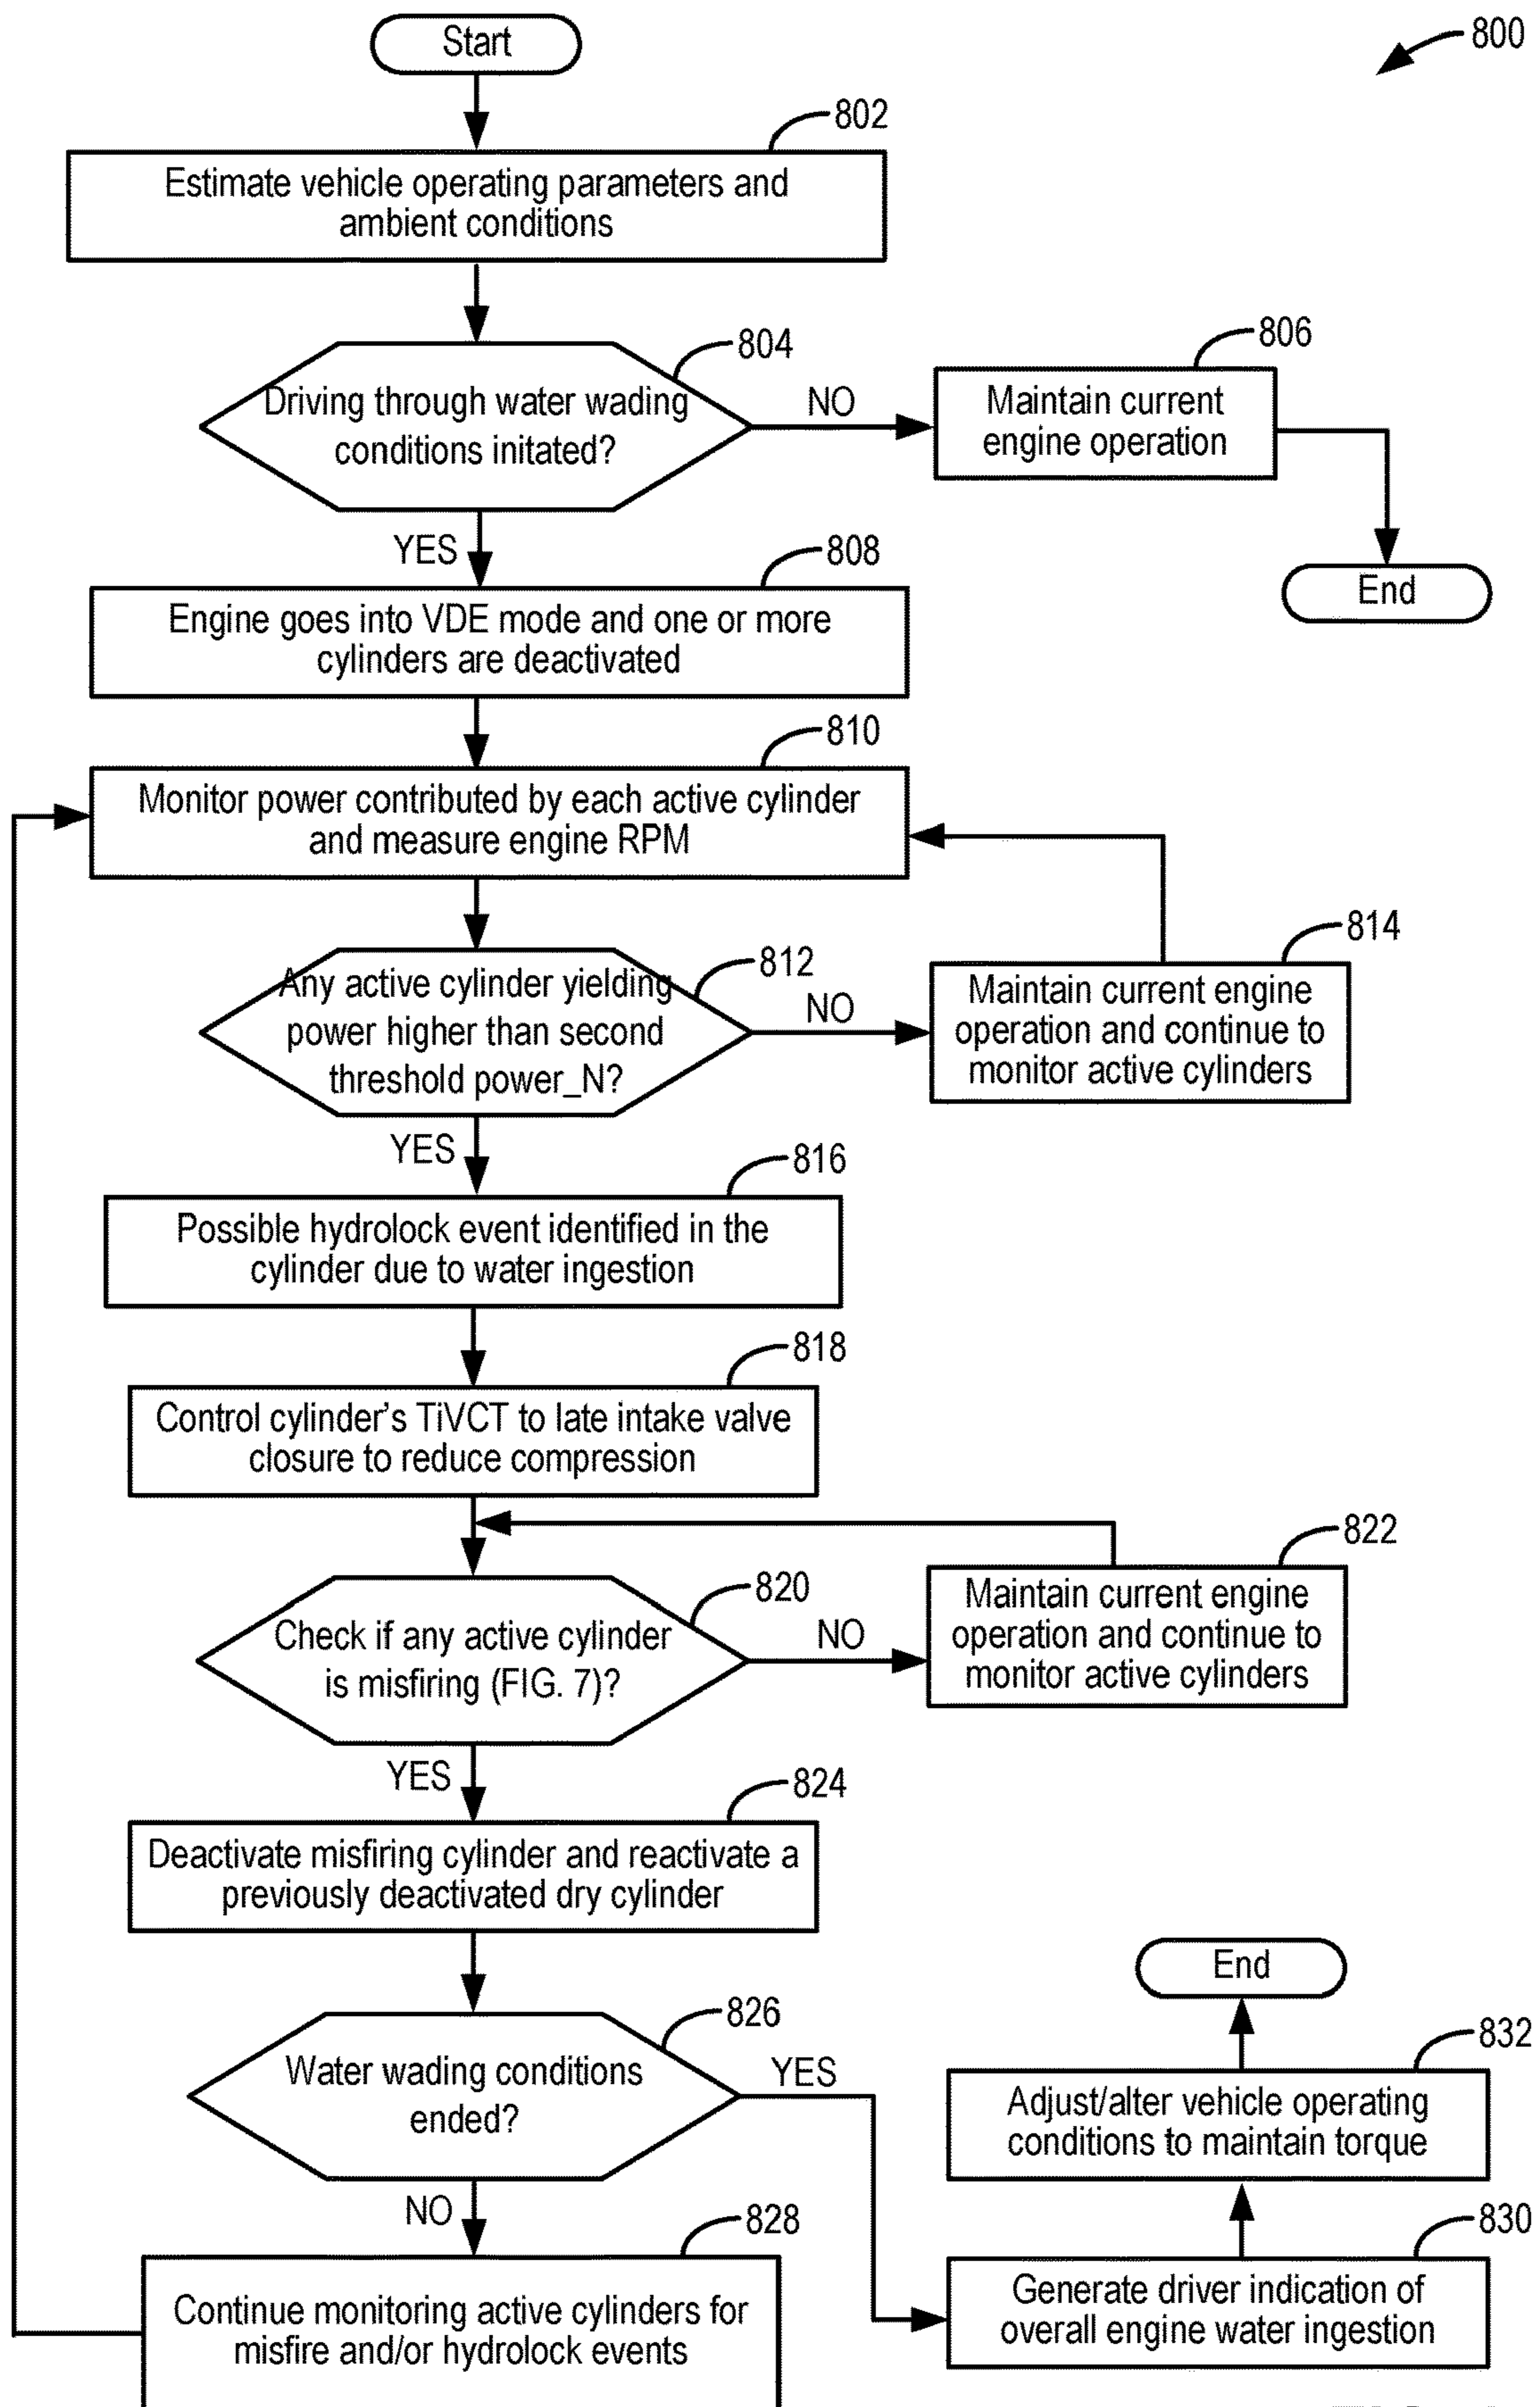 Start
800
802
Estimate vehicle operating parameters and
ambient conditions
804
Driving through water wading
conditions initated?
NO
806
Maintain current
engine operation
End
YES
808
Engine goes into VDE mode and one or more
cylinders are deactivated
810
Monitor power contributed by each active cylinder
and measure engine RPM
812
Any active cylinder yielding
power higher than second
threshold power_N?
NO
814
Maintain current engine
operation and continue to
monitor active cylinders
YES
816
Possible hydrolock event identified in the
cylinder due to water ingestion
818
Control cylinder's TiVCT to late intake valve
closure to reduce compression
820
Check if any active cylinder
is misfiring (FIG. 7)?
NO
822
Maintain current engine
operation and continue to
monitor active cylinders
YES
824
Deactivate misfiring cylinder and reactivate a
previously deactivated dry cylinder
826
Water wading conditions
ended?
YES
NO
828
Continue monitoring active cylinders for
misfire and/or hydrolock events
End
832
Adjust/alter vehicle operating
conditions to maintain torque
830
Generate driver indication of
overall engine water ingestion